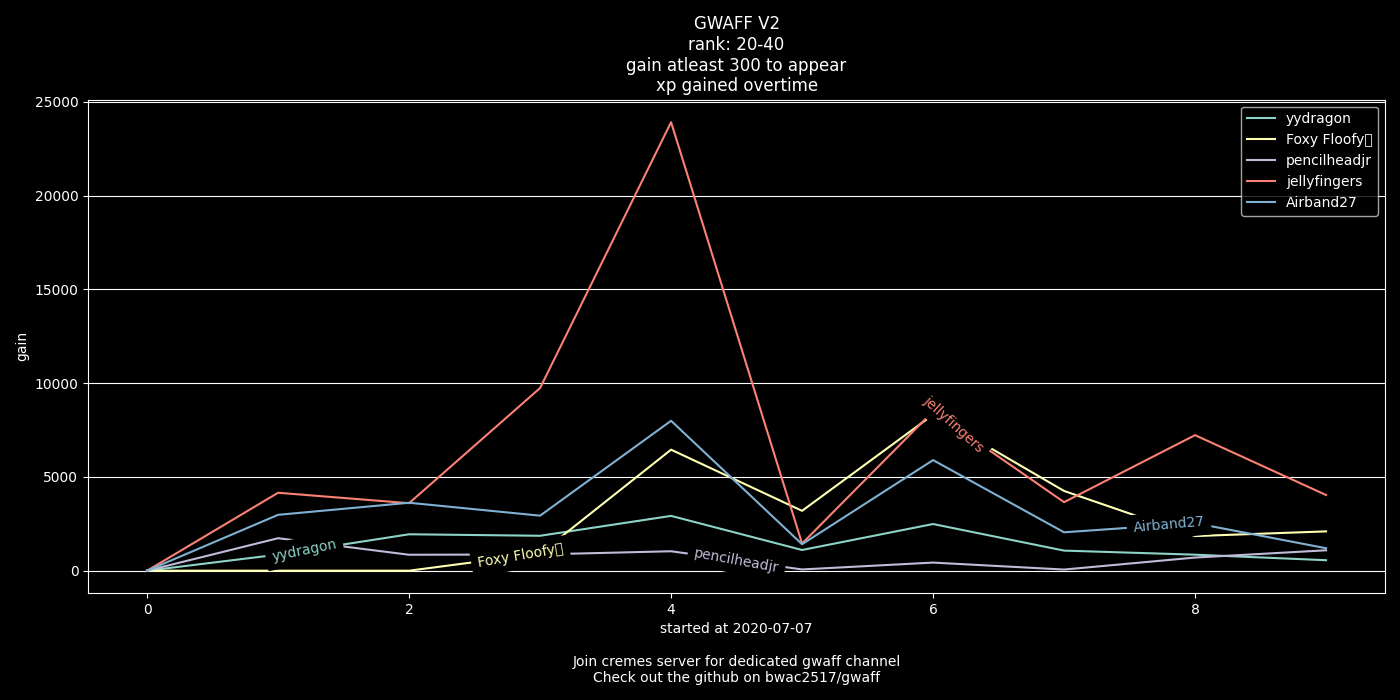 GWAFF V2
rank: 20-40
gain atleast 300 to appear
xp gained overtime
25000
20000
15000
10000
5000
0
gain
yydragon
Foxy Floofy▯
pencilheadjr
jellyfingers
Airband27
yydragon
Foxy Floofy▯
pencilheadjr
jellyfingers
Airband27
0 2 4 6 8
started at 2020-07-07
Join cremes server for dedicated gwaff channel
Check out the github on bwac2517/gwaff